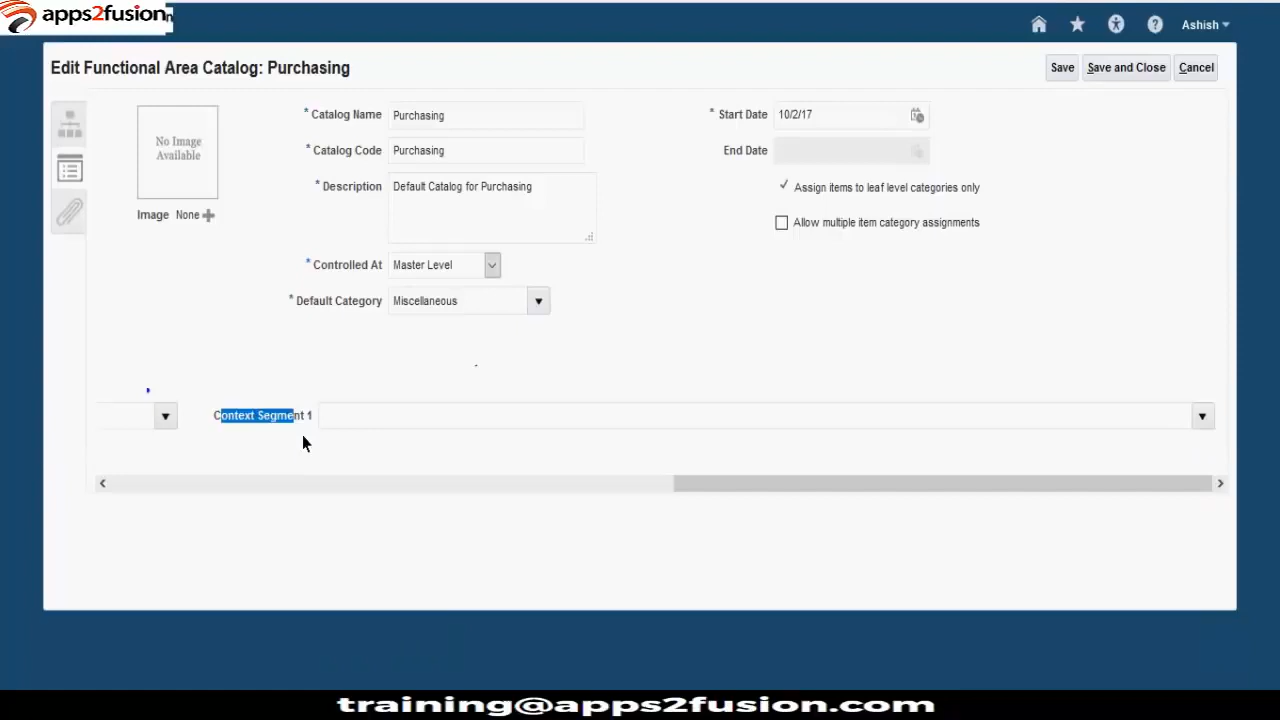 apps2fusion
Ashish
Edit Functional Area Catalog: Purchasing
Save
Save and Close
Cancel
No Image
Available
Image None
* Catalog Name Purchasing
* Catalog Code Purchasing
* Description Default Catalog for Purchasing
* Controlled At Master Level
* Default Category Miscellaneous
* Start Date 10/2/17
End Date
Assign items to leaf level categories only
Allow multiple item category assignments
Context Segment 1
training@apps2fusion.com